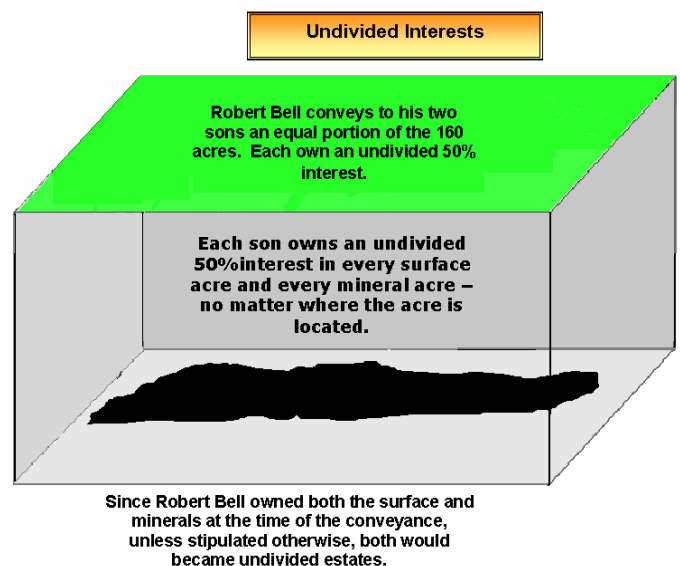 Undivided Interests
Robert Bell conveys to his two
sons an equal portion of the 160
acres. Each own an undivided 50%
interest.
Each son owns an undivided
50%interest in every surface
acre and every mineral acre –
no matter where the acre is
located.
Since Robert Bell owned both the surface and
minerals at the time of the conveyance,
unless stipulated otherwise, both would
became undivided estates.